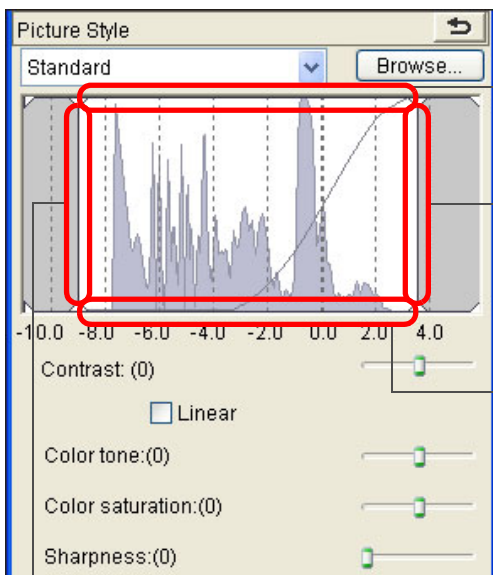 Picture Style
Standard
Browse...
-10.0 -8.0 -6.0 -4.0 -2.0 0.0 2.0 4.0
Contrast: (0)
Linear
Color tone:(0)
Color saturation:(0)
Sharpness:(0)